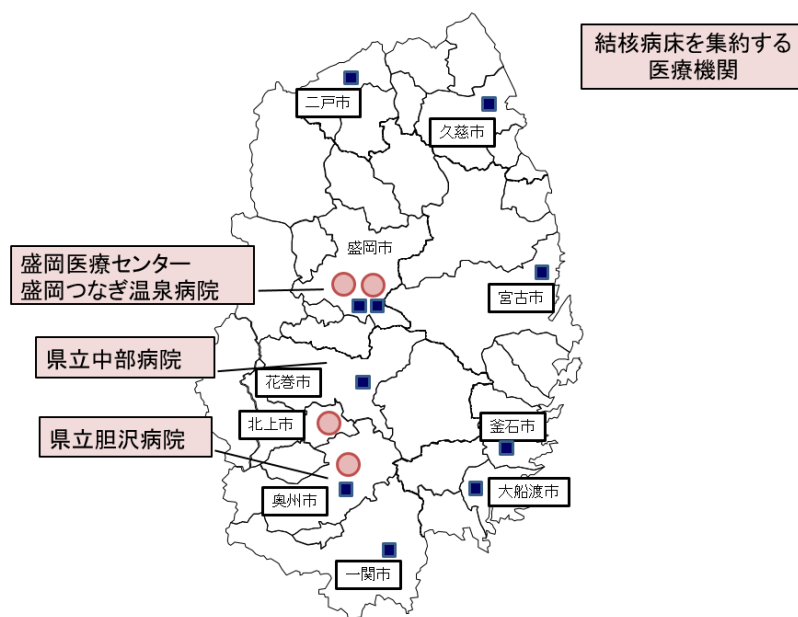 結核病床を集約する
医療機関
二戸市
久慈市
盛岡市
盛岡医療センター
盛岡つなぎ温泉病院
宮古市
県立中部病院
花巻市
北上市
釜石市
県立胆沢病院
奥州市
大船渡市
一関市